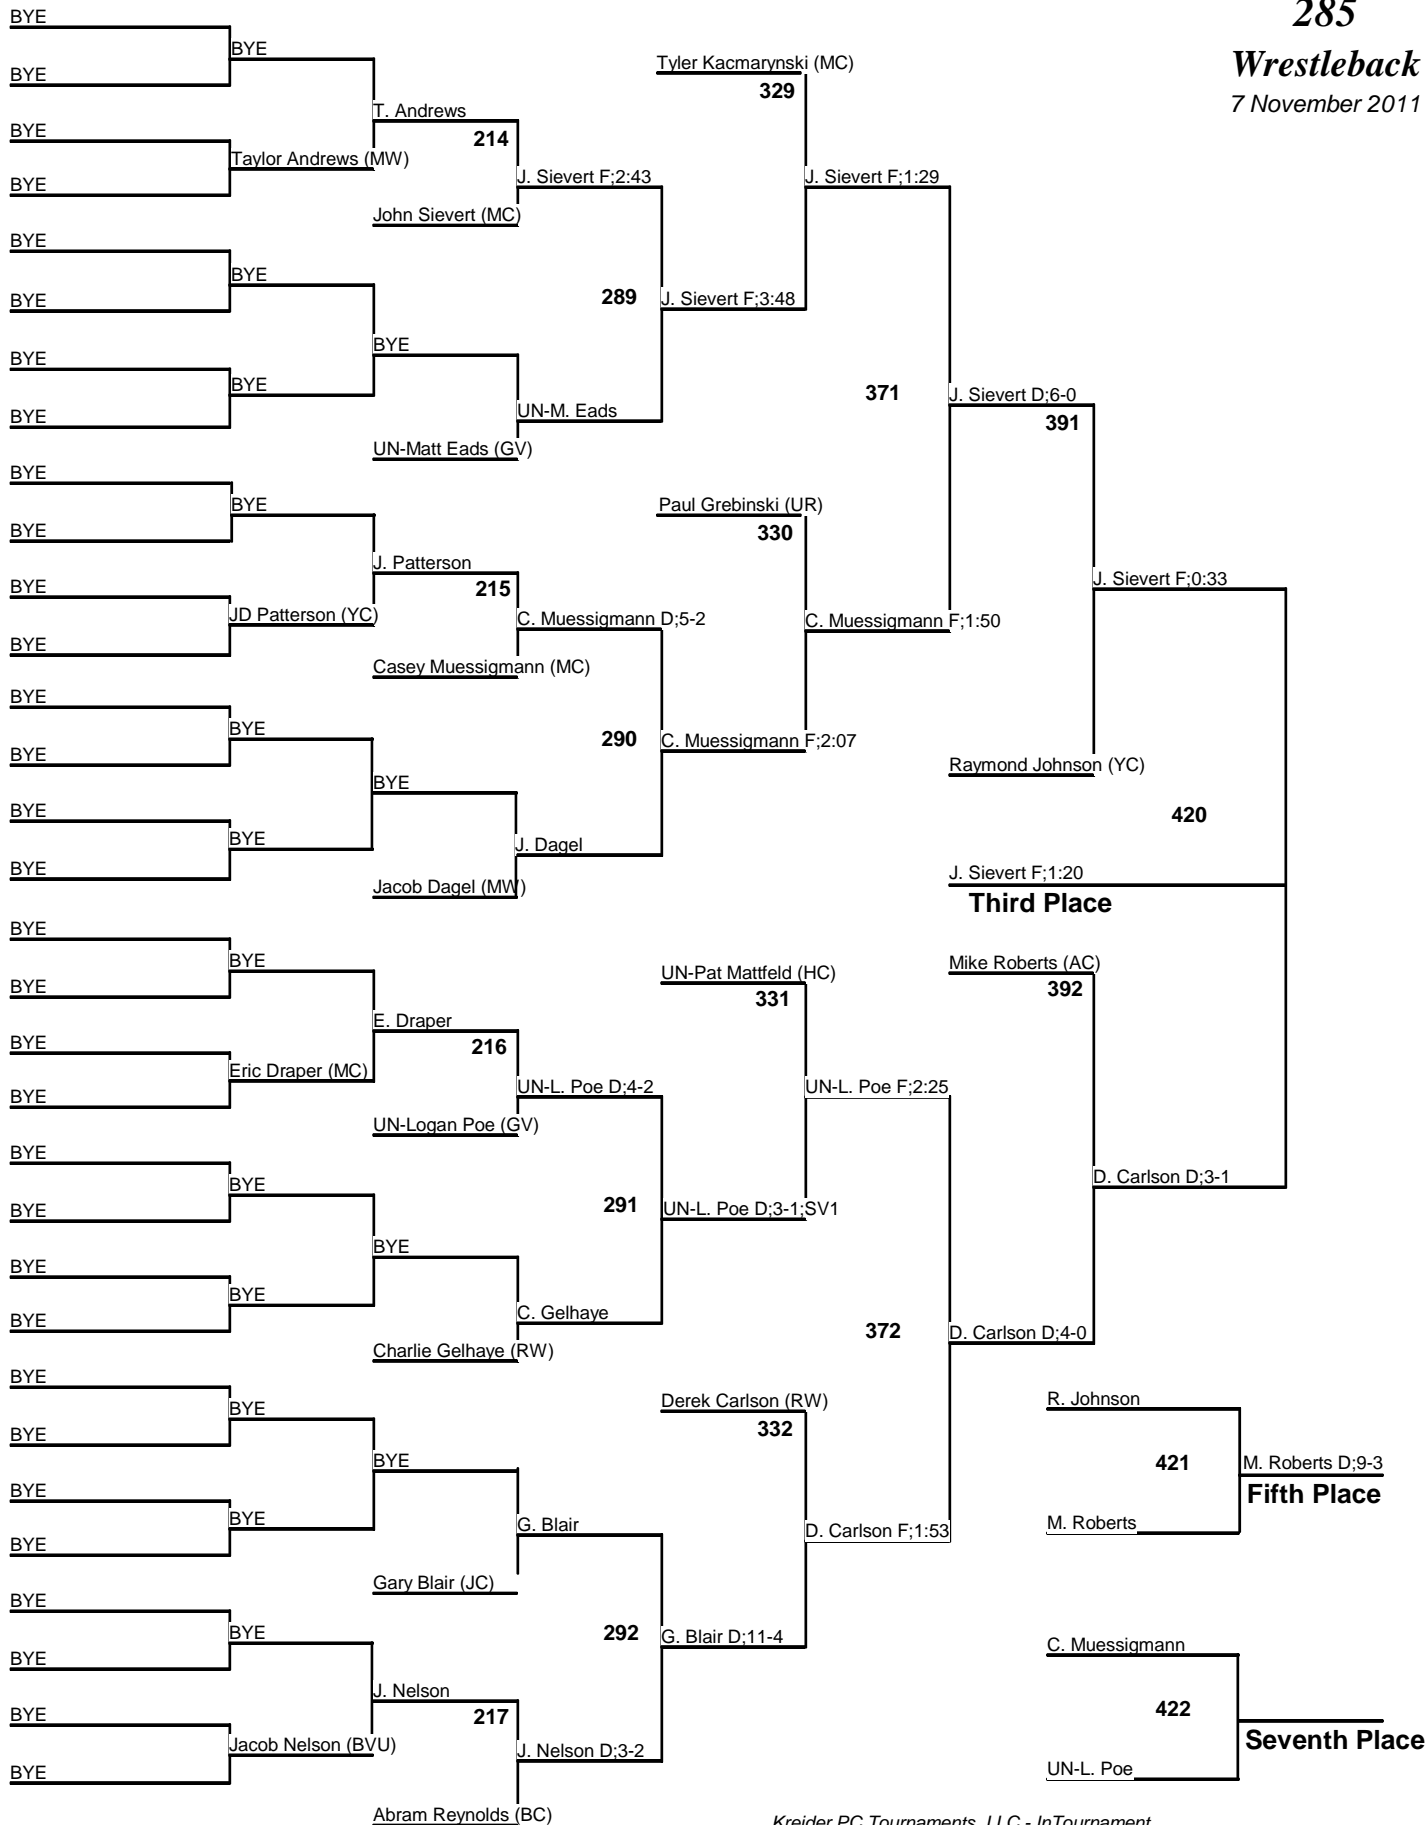 285
Wrestleback
7 November 2011
BYE
BYE
BYE
Tyler Kacmarynski (MC)
329
T. Andrews
214
BYE
Taylor Andrews (MW)
BYE
J. Sievert F;2:43
J. Sievert F;1:29
John Sievert (MC)
BYE
BYE
BYE
289
J. Sievert F;3:48
BYE
BYE
BYE
BYE
371
J. Sievert D;6-0
391
UN-M. Eads
UN-Matt Eads (GV)
BYE
BYE
BYE
Paul Grebinski (UR)
330
J. Patterson
215
BYE
JD Patterson (YC)
BYE
C. Muessigmann D;5-2
C. Muessigmann F;1:50
J. Sievert F;0:33
Casey Muessigmann (MC)
BYE
BYE
BYE
290
C. Muessigmann F;2:07
Raymond Johnson (YC)
BYE
BYE
BYE
BYE
420
J. Dagel
Jacob Dagel (MW)
J. Sievert F;1:20
Third Place
BYE
BYE
BYE
UN-Pat Mattfeld (HC)
331
Mike Roberts (AC)
392
E. Draper
216
BYE
Eric Draper (MC)
BYE
UN-L. Poe D;4-2
UN-L. Poe F;2:25
UN-Logan Poe (GV)
BYE
BYE
BYE
291
UN-L. Poe D;3-1;SV1
D. Carlson D;3-1
BYE
BYE
BYE
BYE
C. Gelhaye
372
D. Carlson D;4-0
Charlie Gelhaye (RW)
BYE
BYE
BYE
Derek Carlson (RW)
332
R. Johnson
BYE
421
M. Roberts D;9-3
Fifth Place
BYE
BYE
BYE
G. Blair
D. Carlson F;1:53
M. Roberts
Gary Blair (JC)
BYE
BYE
BYE
292
G. Blair D;11-4
C. Muessigmann
J. Nelson
217
422
BYE
Jacob Nelson (BVU)
BYE
J. Nelson D;3-2
Seventh Place
UN-L. Poe
Abram Reynolds (BC)
Kreider PC Tournaments, LLC - InTournament